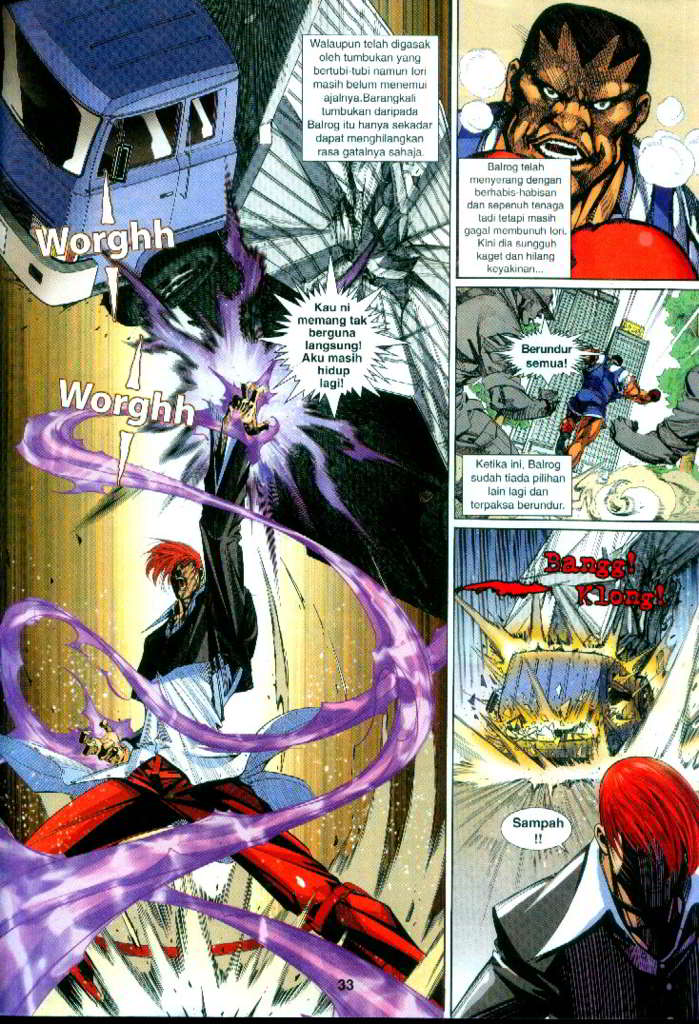 Walaupun telah digasak
oleh tumbukan yang
bertubi-tubi namun lori
masih belum menemui
ajalnya.Barangkali
tumbukan daripada
Balrog itu hanya sekadar
dapat menghilangkan
rasa gatalnya sahaja.
Worghh
Kau ni
memang tak
berguna
langsung!
Aku masih
hidup
lagi!
Worghh
33
Balrog telah
menyerang dengan
berhabis-habisan
dan sepenuh tenaga
tadi tetapi masih
gagal membunuh Iori.
Kini dia sungguh
kaget dan hilang
keyakinan...
Berundur
semua!
Ketika ini, Balrog
sudah tiada pilihan
lain lagi dan
terpaksa berundur.
Bangg!
Klong!
Sampah
!!